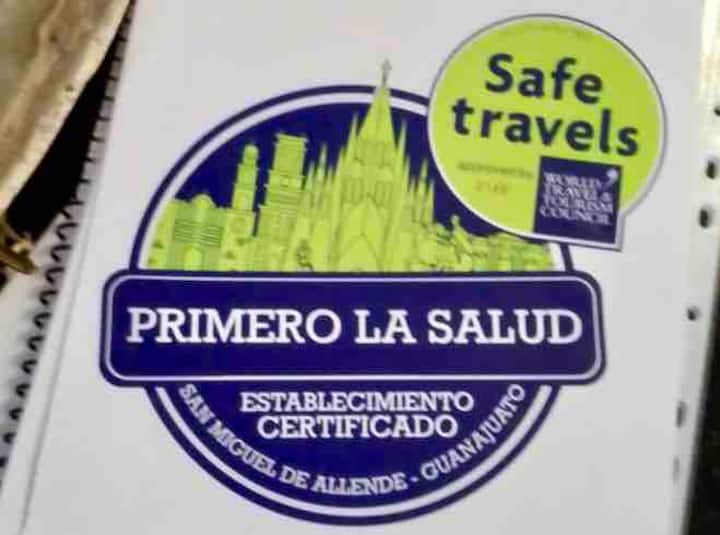 Safe
travels
WORLD
TRAVEL &
TOURISM
COUNCIL
PRIMERO LA SALUD
ESTABLECIMIENTO
CERTIFICADO
SAN MIGUEL DE ALLENDE - GUANAJUATO